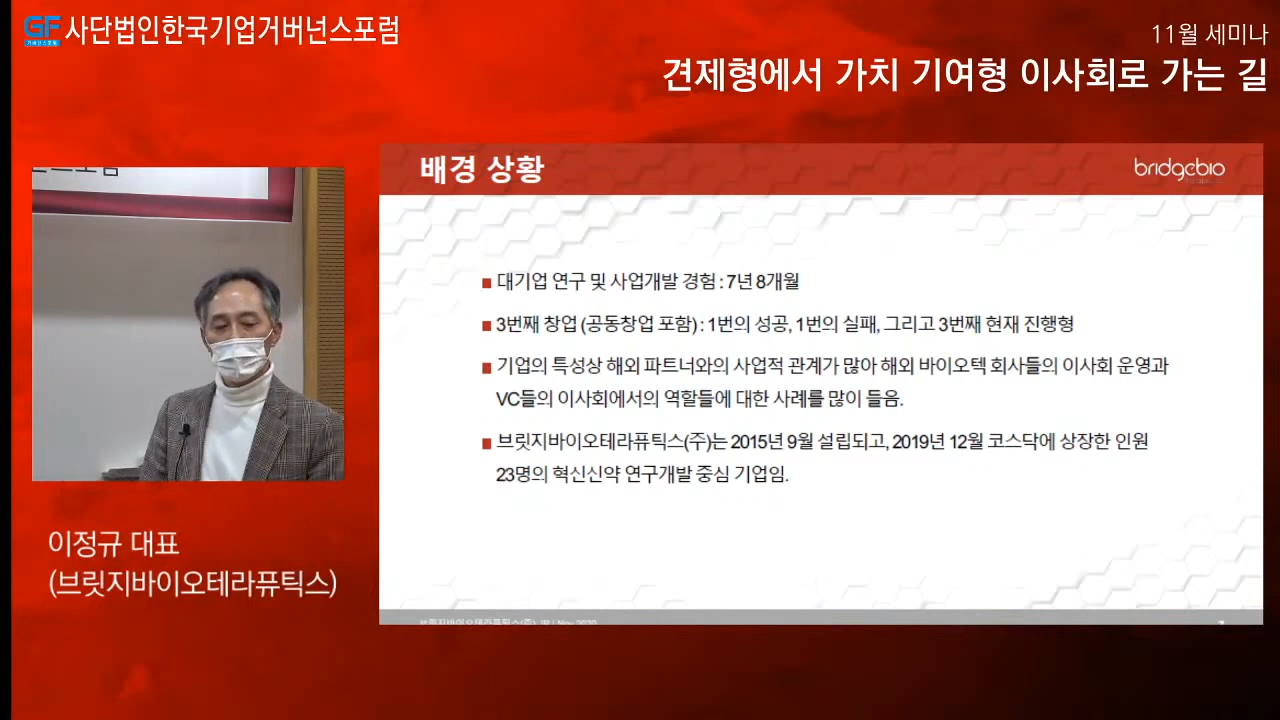 GF 사단법인한국기업거버넌스포럼
거버넌스포럼
11월 세미나
견제형에서 가치 기여형 이사회로 가는 길
배경 상황
bridgebio
■ 대기업 연구 및 사업개발 경험 : 7년 8개월
■ 3번째 창업 (공동창업 포함) : 1번의 성공, 1번의 실패, 그리고 3번째 현재 진행형
■ 기업의 특성상 해외 파트너와의 사업적 관계가 많아 해외 바이오텍 회사들의 이사회 운영과
VC들의 이사회에서의 역할들에 대한 사례를 많이 들음.
■ 브릿지바이오테라퓨틱스(주)는 2015년 9월 설립되고, 2019년 12월 코스닥에 상장한 인원
23명의 혁신신약 연구개발 중심 기업임.
이정규 대표
(브릿지바이오테라퓨틱스)